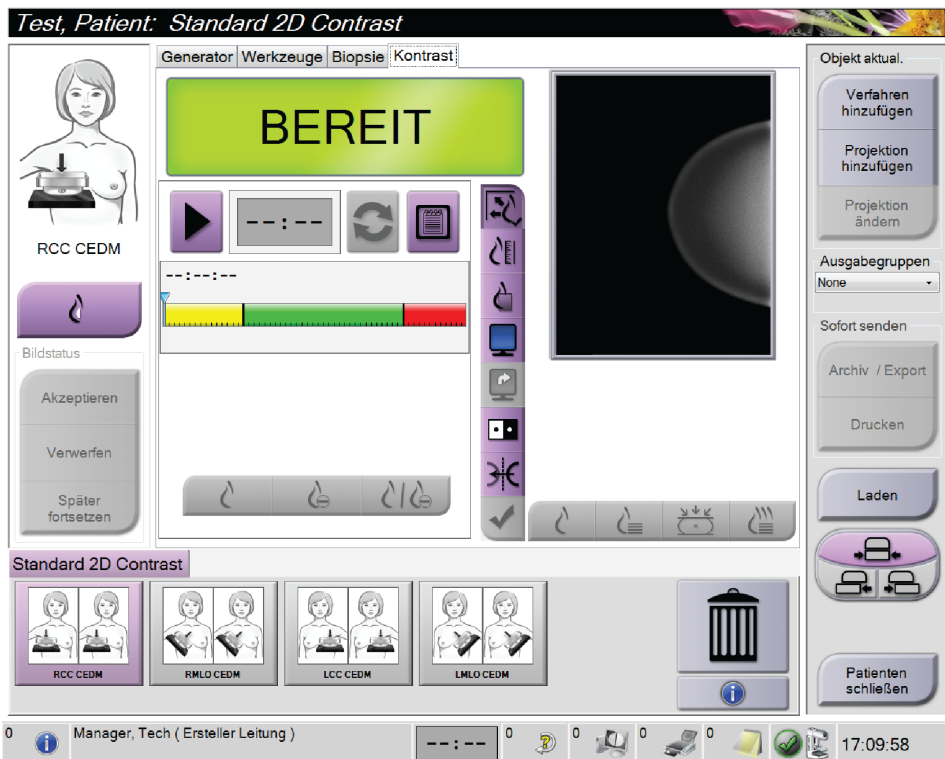 Test, Patient: Standard 2D Contrast
Generator
Werkzeuge
Biopsie
Kontrast
RCC CEDM
Bildstatus
Akzeptieren
Verwerfen
Später
fortsetzen
BEREIT
--:--
--:--:--
Objekt aktual.
Verfahren
hinzufügen
Projektion
hinzufügen
Projektion
ändern
Ausgabegruppen
None
Sofort senden
Archiv / Export
Drucken
Laden
Patienten
schließen
Standard 2D Contrast
RCC CEDM
RMLO CEDM
LCC CEDM
LMLO CEDM
0
Manager, Tech ( Ersteller Leitung )
--:--
0
0
0
0
17:09:58